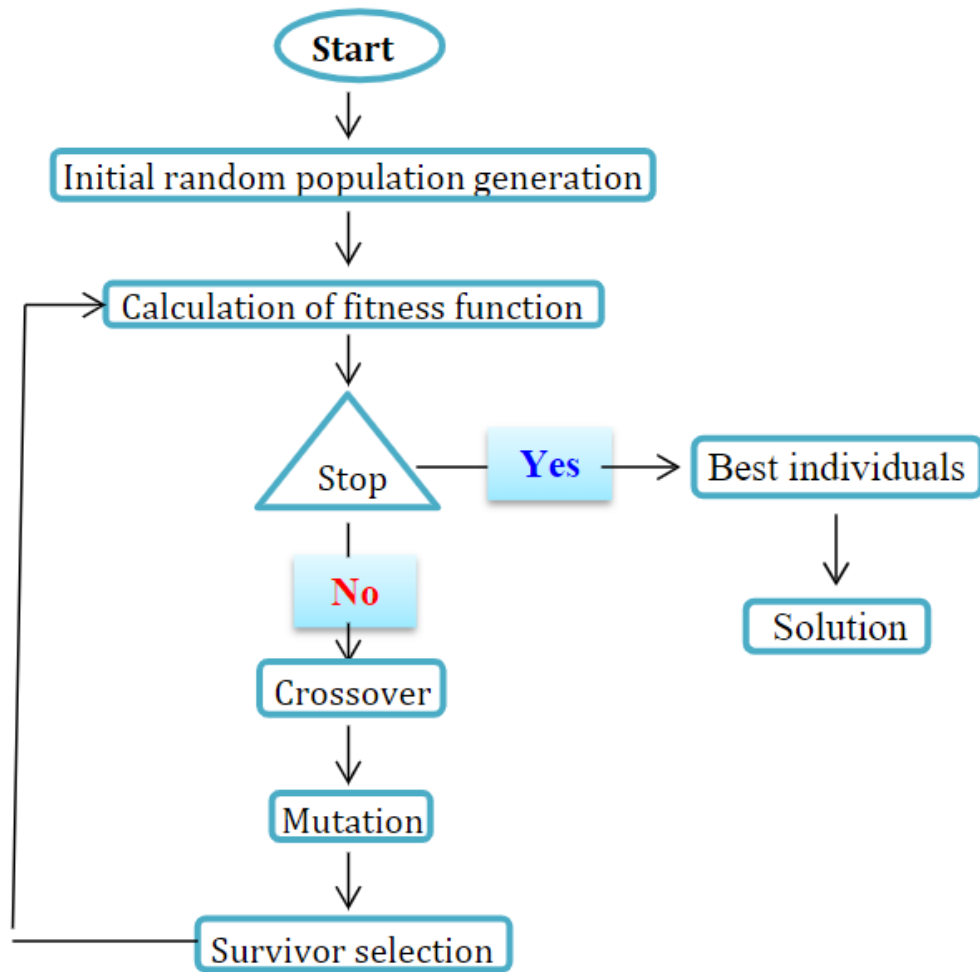 Start
Initial random population generation
Calculation of fitness function
Stop
Yes
Best individuals
No
Solution
Crossover
Mutation
Survivor selection